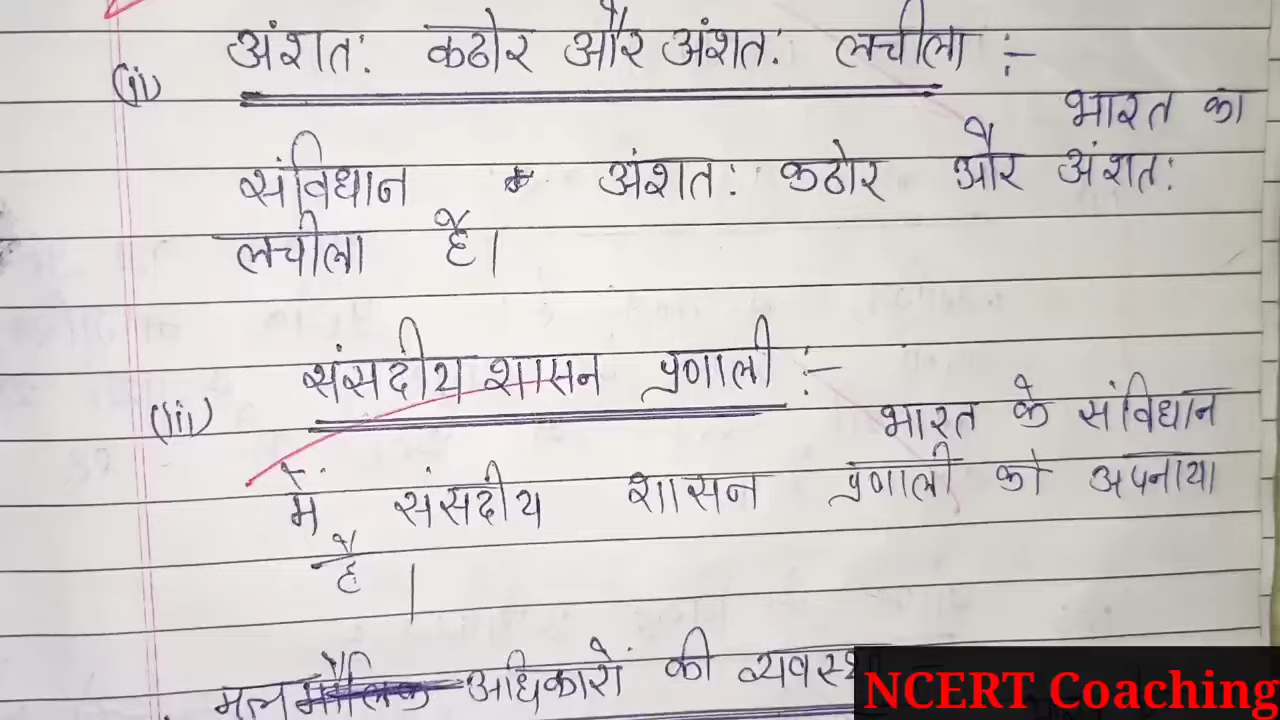 अंशत: कठोर और अंशत: लचीला :-
(ii)
भारत का
संविधान अंशत: कठोर और अंशत:
लचीला है।
संसदीय शासन प्रणाली :-
(iii)
भारत के संविधान
में संसदीय शासन प्रणाली को अपनाया
है।
मूल अधिकारों की व्यवस्था
NCERT Coaching